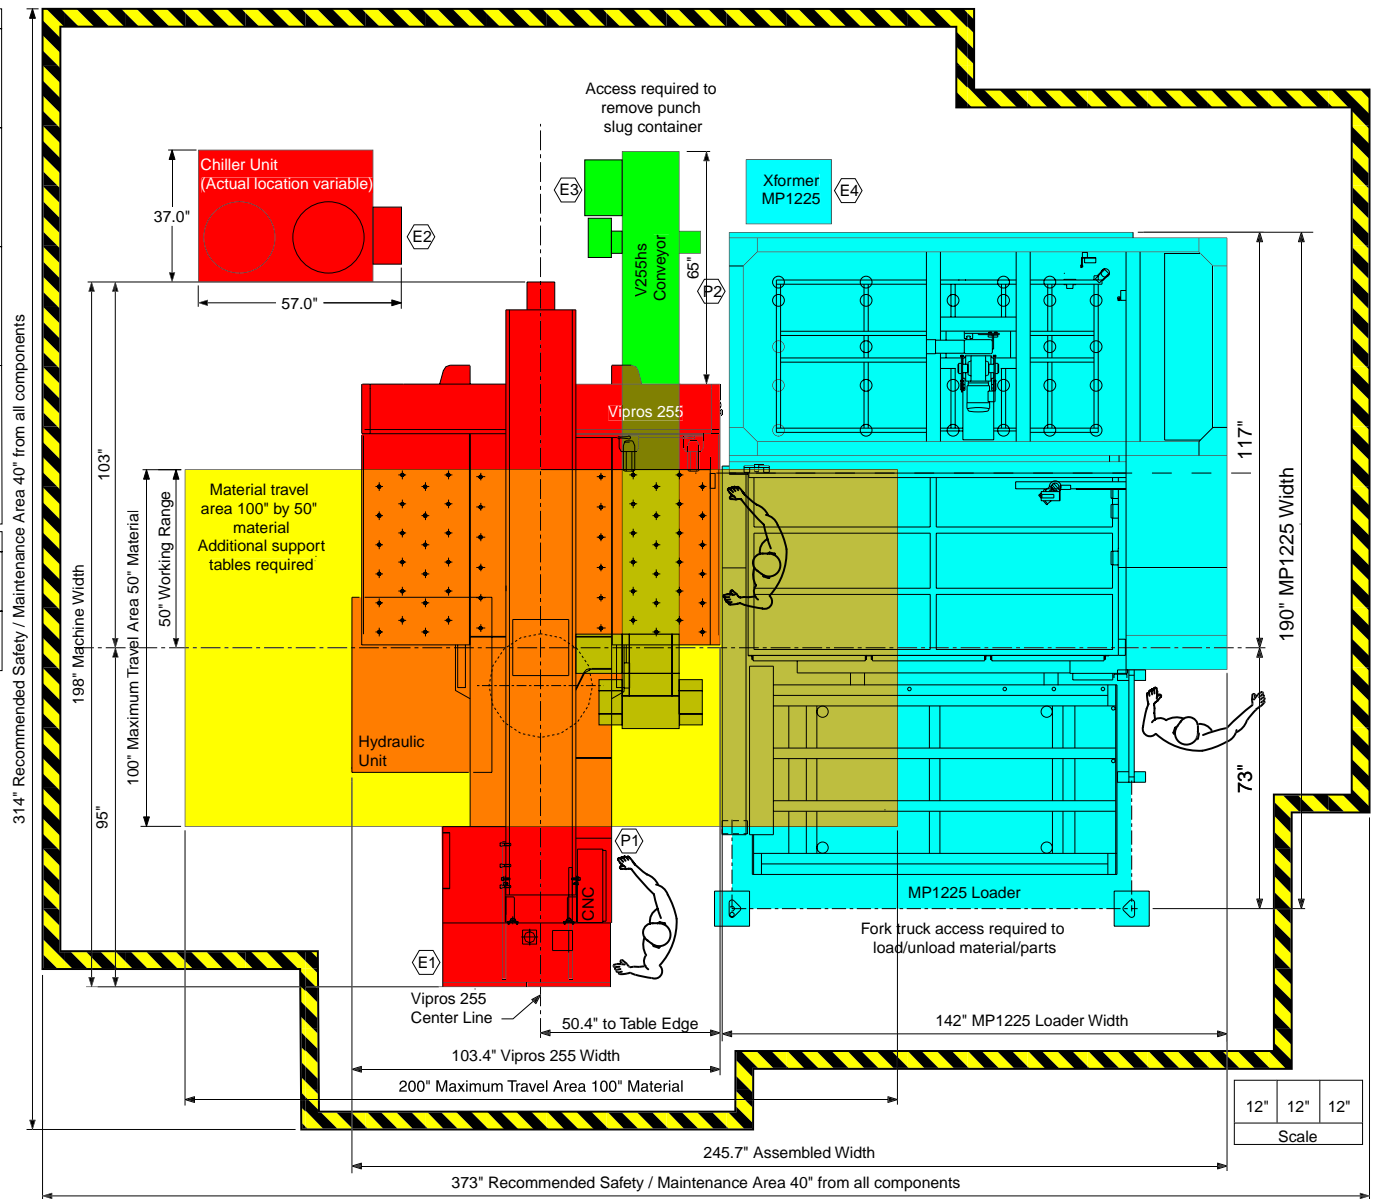 Access required to
remove punch
slug container
Chiller Unit
(Actual location variable)
37.0"
57.0"
E2
E3
V255hs
Conveyor
65"
P2
Xformer
MP1225
E4
314" Recommended Safety / Maintenance Area 40" from all components
198" Machine Width
103"
95"
100" Maximum Travel Area 50" Material
50" Working Range
Material travel
area 100" by 50"
material
Additional support
tables required
Vipros 255
Hydraulic
Unit
117"
190" MP1225 Width
73"
P1
CNC
E1
MP1225 Loader
Fork truck access required to
load/unload material/parts
Vipros 255
Center Line
50.4" to Table Edge
142" MP1225 Loader Width
103.4" Vipros 255 Width
200" Maximum Travel Area 100" Material
12" 12" 12"
Scale
245.7" Assembled Width
373" Recommended Safety / Maintenance Area 40" from all components